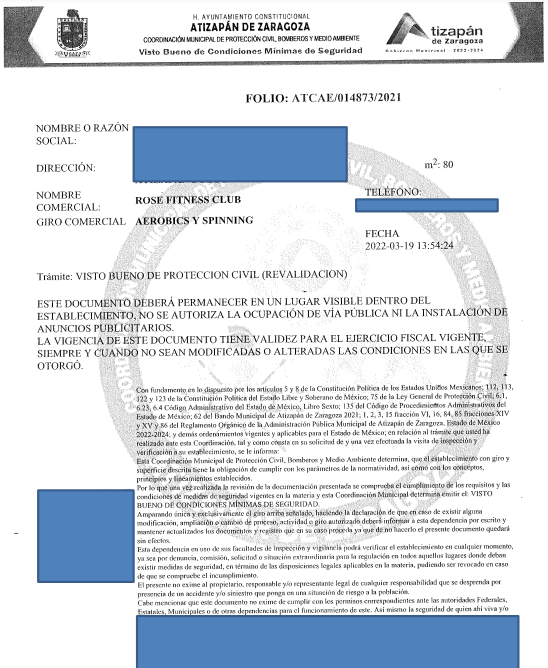 H. AYUNTAMIENTO CONSTITUCIONAL
ATIZAPÁN DE ZARAGOZA
COORDINACIÓN MUNICIPAL DE PROTECCIÓN CIVIL, BOMBEROS Y MEDIO AMBIENTE
Visto Bueno de Condiciones Mínimas de Seguridad
Atizapán
de Zaragoza
Gobierno Municipal 2022-2024
FOLIO: ATCAE/014873/2021
NOMBRE O RAZÓN
SOCIAL:
DIRECCIÓN:
m²: 80
NOMBRE
COMERCIAL:
ROSE FITNESS CLUB
TELÉFONO:
GIRO COMERCIAL AEROBICS Y SPINNING
FECHA
2022-03-19 13:54:24
Trámite: VISTO BUENO DE PROTECCION CIVIL (REVALIDACION)
ESTE DOCUMENTO DEBERÁ PERMANECER EN UN LUGAR VISIBLE DENTRO DEL
ESTABLECIMIENTO, NO SE AUTORIZA LA OCUPACIÓN DE VÍA PÚBLICA NI LA INSTALACIÓN DE
ANUNCIOS PUBLICITARIOS.
LA VIGENCIA DE ESTE DOCUMENTO TIENE VALIDEZ PARA EL EJERCICIO FISCAL VIGENTE,
SIEMPRE Y CUANDO NO SEAN MODIFICADAS O ALTERADAS LAS CONDICIONES EN LAS QUE SE
OTORGÓ.
Con fundamento en lo dispuesto por los artículos 5 y 8 de la Constitución Política de los Estados Unidos Mexicanos; 112, 113,
122 y 123 de la Constitución Política del Estado Libre y Soberano de México; 75 de la Ley General de Protección Civil; 6.1,
6.23, 6.4 Código Administrativo del Estado de México, Libro Sexto; 135 del Código de Procedimientos Administrativos del
Estado de México; 62 del Bando Municipal de Atizapán de Zaragoza 2021; 1, 2, 3, 15 fracción VI, 16, 84, 85 fracciones XIV
y XV y 86 del Reglamento Orgánico de la Administración Pública Municipal de Atizapán de Zaragoza, Estado de México
2022-2024; y demás ordenamientos vigentes y aplicables para el Estado de México; en relación al trámite que usted ha
realizado ante esta Coordinación, tal y como consta en su solicitud y una vez efectuada la visita de inspección y
verificación a su establecimiento, se le informa:
Esta Coordinación Municipal de Protección Civil, Bomberos y Medio Ambiente determina, que el establecimiento con giro y
superficie descrita tiene la obligación de cumplir con los parámetros de la normatividad, así como con los conceptos,
principios y lineamientos establecidos.
Por lo que una vez realizada la revisión de la documentación presentada se comprueba el cumplimiento de los requisitos y las
condiciones de medidas de seguridad vigentes en la materia y esta Coordinación Municipal determina emitir el: VISTO
BUENO DE CONDICIONES MÍNIMAS DE SEGURIDAD.
Amparando única y exclusivamente el giro arriba señalado, haciendo la declaración de que en caso de existir alguna
modificación, ampliación o cambio de proceso, actividad o giro autorizado deberá informar a esta dependencia por escrito y
mantener actualizados los documentos y registro que en su caso proceda ya que de no hacerlo el presente documento quedará
sin efectos.
Esta dependencia en uso de sus facultades de inspección y vigilancia podrá verificar el establecimiento en cualquier momento,
ya sea por denuncia, comisión, solicitud o situación extraordinaria para la regulación en todos aquellos lugares donde deban
existir medidas de seguridad, en término de las disposiciones legales aplicables en la materia, pudiendo ser revocado en caso
de que se compruebe el incumplimiento.
El presente no exime al propietario, responsable y/o representante legal de cualquier responsabilidad que se desprenda por
presencia de un accidente y/o siniestro que ponga en una situación de riesgo a la población.
Cabe mencionar que este documento no exime de cumplir con los permisos correspondientes ante las autoridades Federales,
Estatales, Municipales o de otras dependencias para el funcionamiento de este. Así mismo la seguridad de quien ahí viva y/o